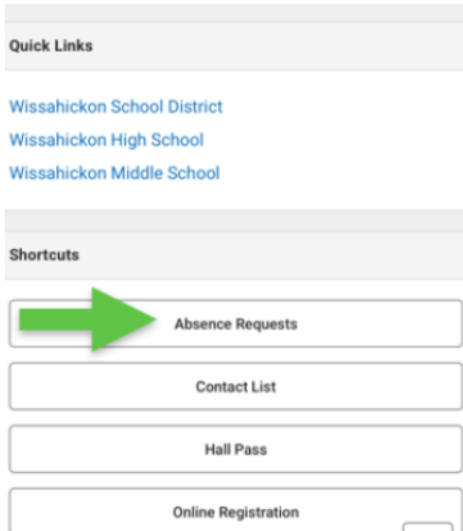 Quick Links
Wissahickon School District
Wissahickon High School
Wissahickon Middle School
Shortcuts
Absence Requests
Contact List
Hall Pass
Online Registration